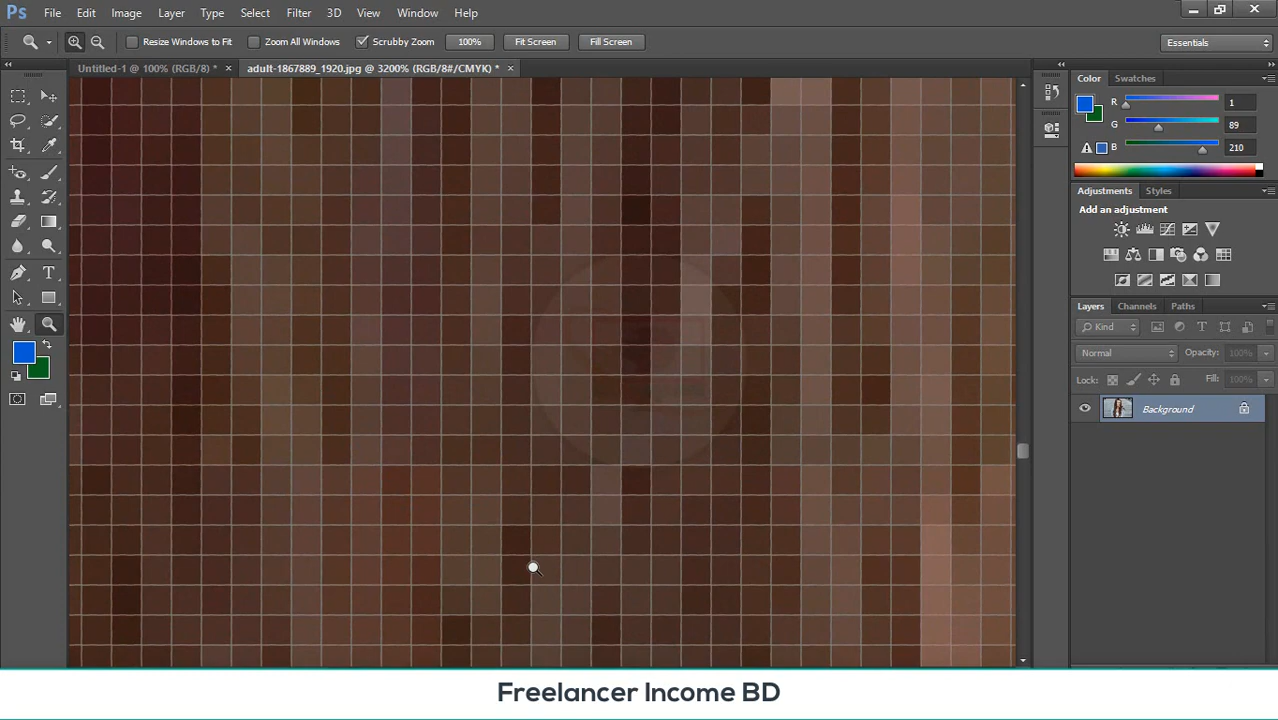 Ps File Edit Image Layer Type Select Filter 3D View Window Help
Resize Windows to Fit Zoom All Windows Scrubby Zoom 100% Fit Screen Fill Screen Essentials
Untitled-1 @ 100% (RGB/8) * × adult-1867889_1920.jpg @ 3200% (RGB/8#/CMYK) * ×
Color Swatches
R 1
G 89
B 210
Adjustments Styles
Add an adjustment
Layers Channels Paths
Kind
Normal Opacity: 100%
Lock: Fill: 100%
Background
Freelancer Income BD